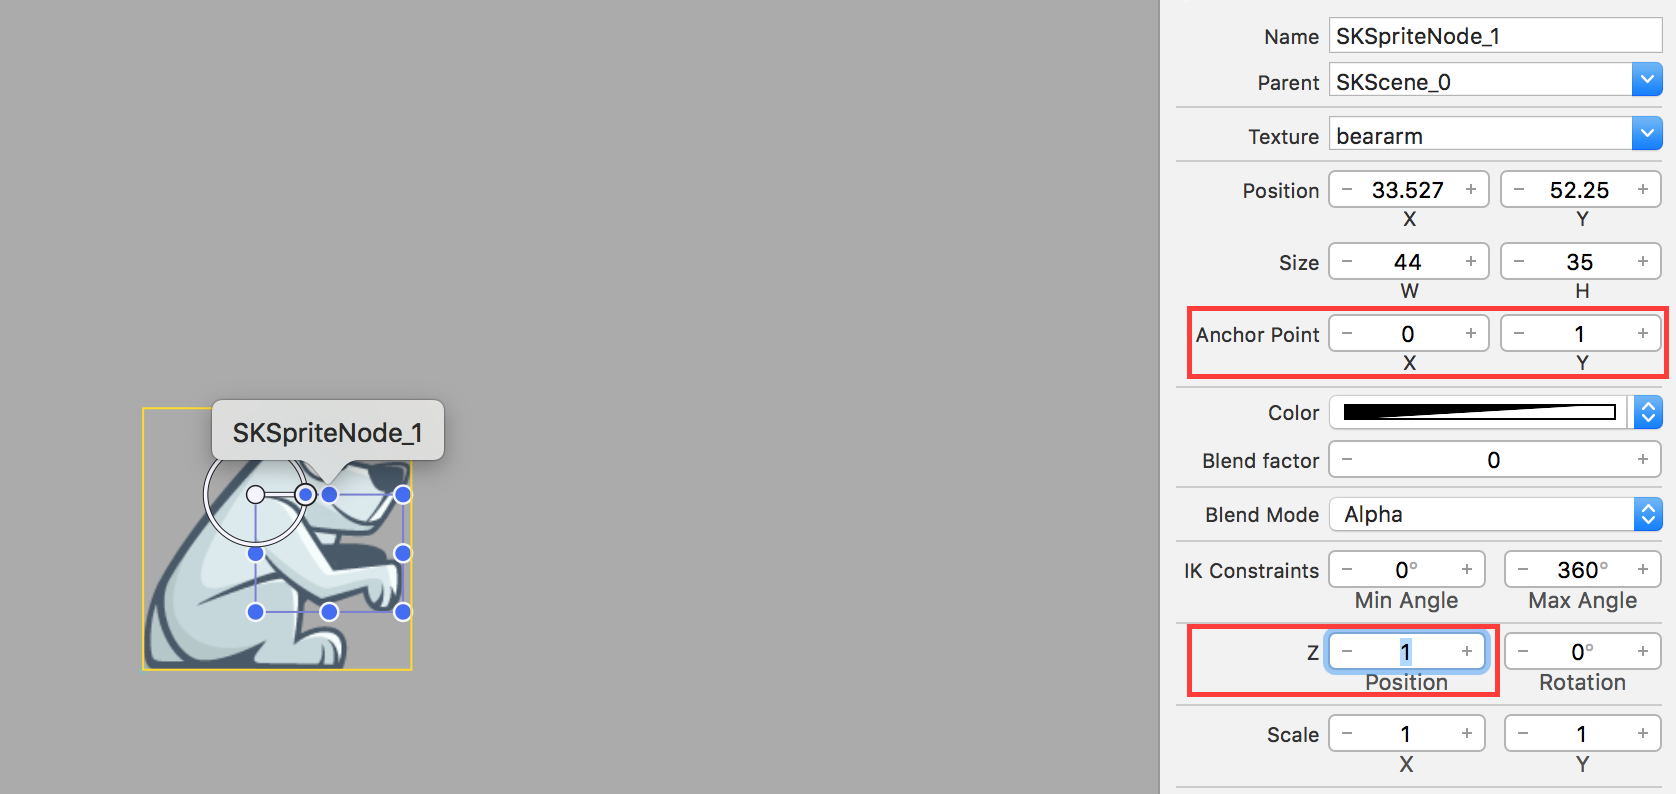 SKSpriteNode_1
Name SKSpriteNode_1
Parent SKScene_0
Texture beararm
Position − 33.527 + − 52.25 +
X Y
Size − 44 + − 35 +
W H
Anchor Point − 0 + − 1 +
X Y
Color
Blend factor − 0 +
Blend Mode Alpha
IK Constraints − 0° + − 360° +
Min Angle Max Angle
Z − 1 + − 0° +
Position Rotation
Scale − 1 + − 1 +
X Y